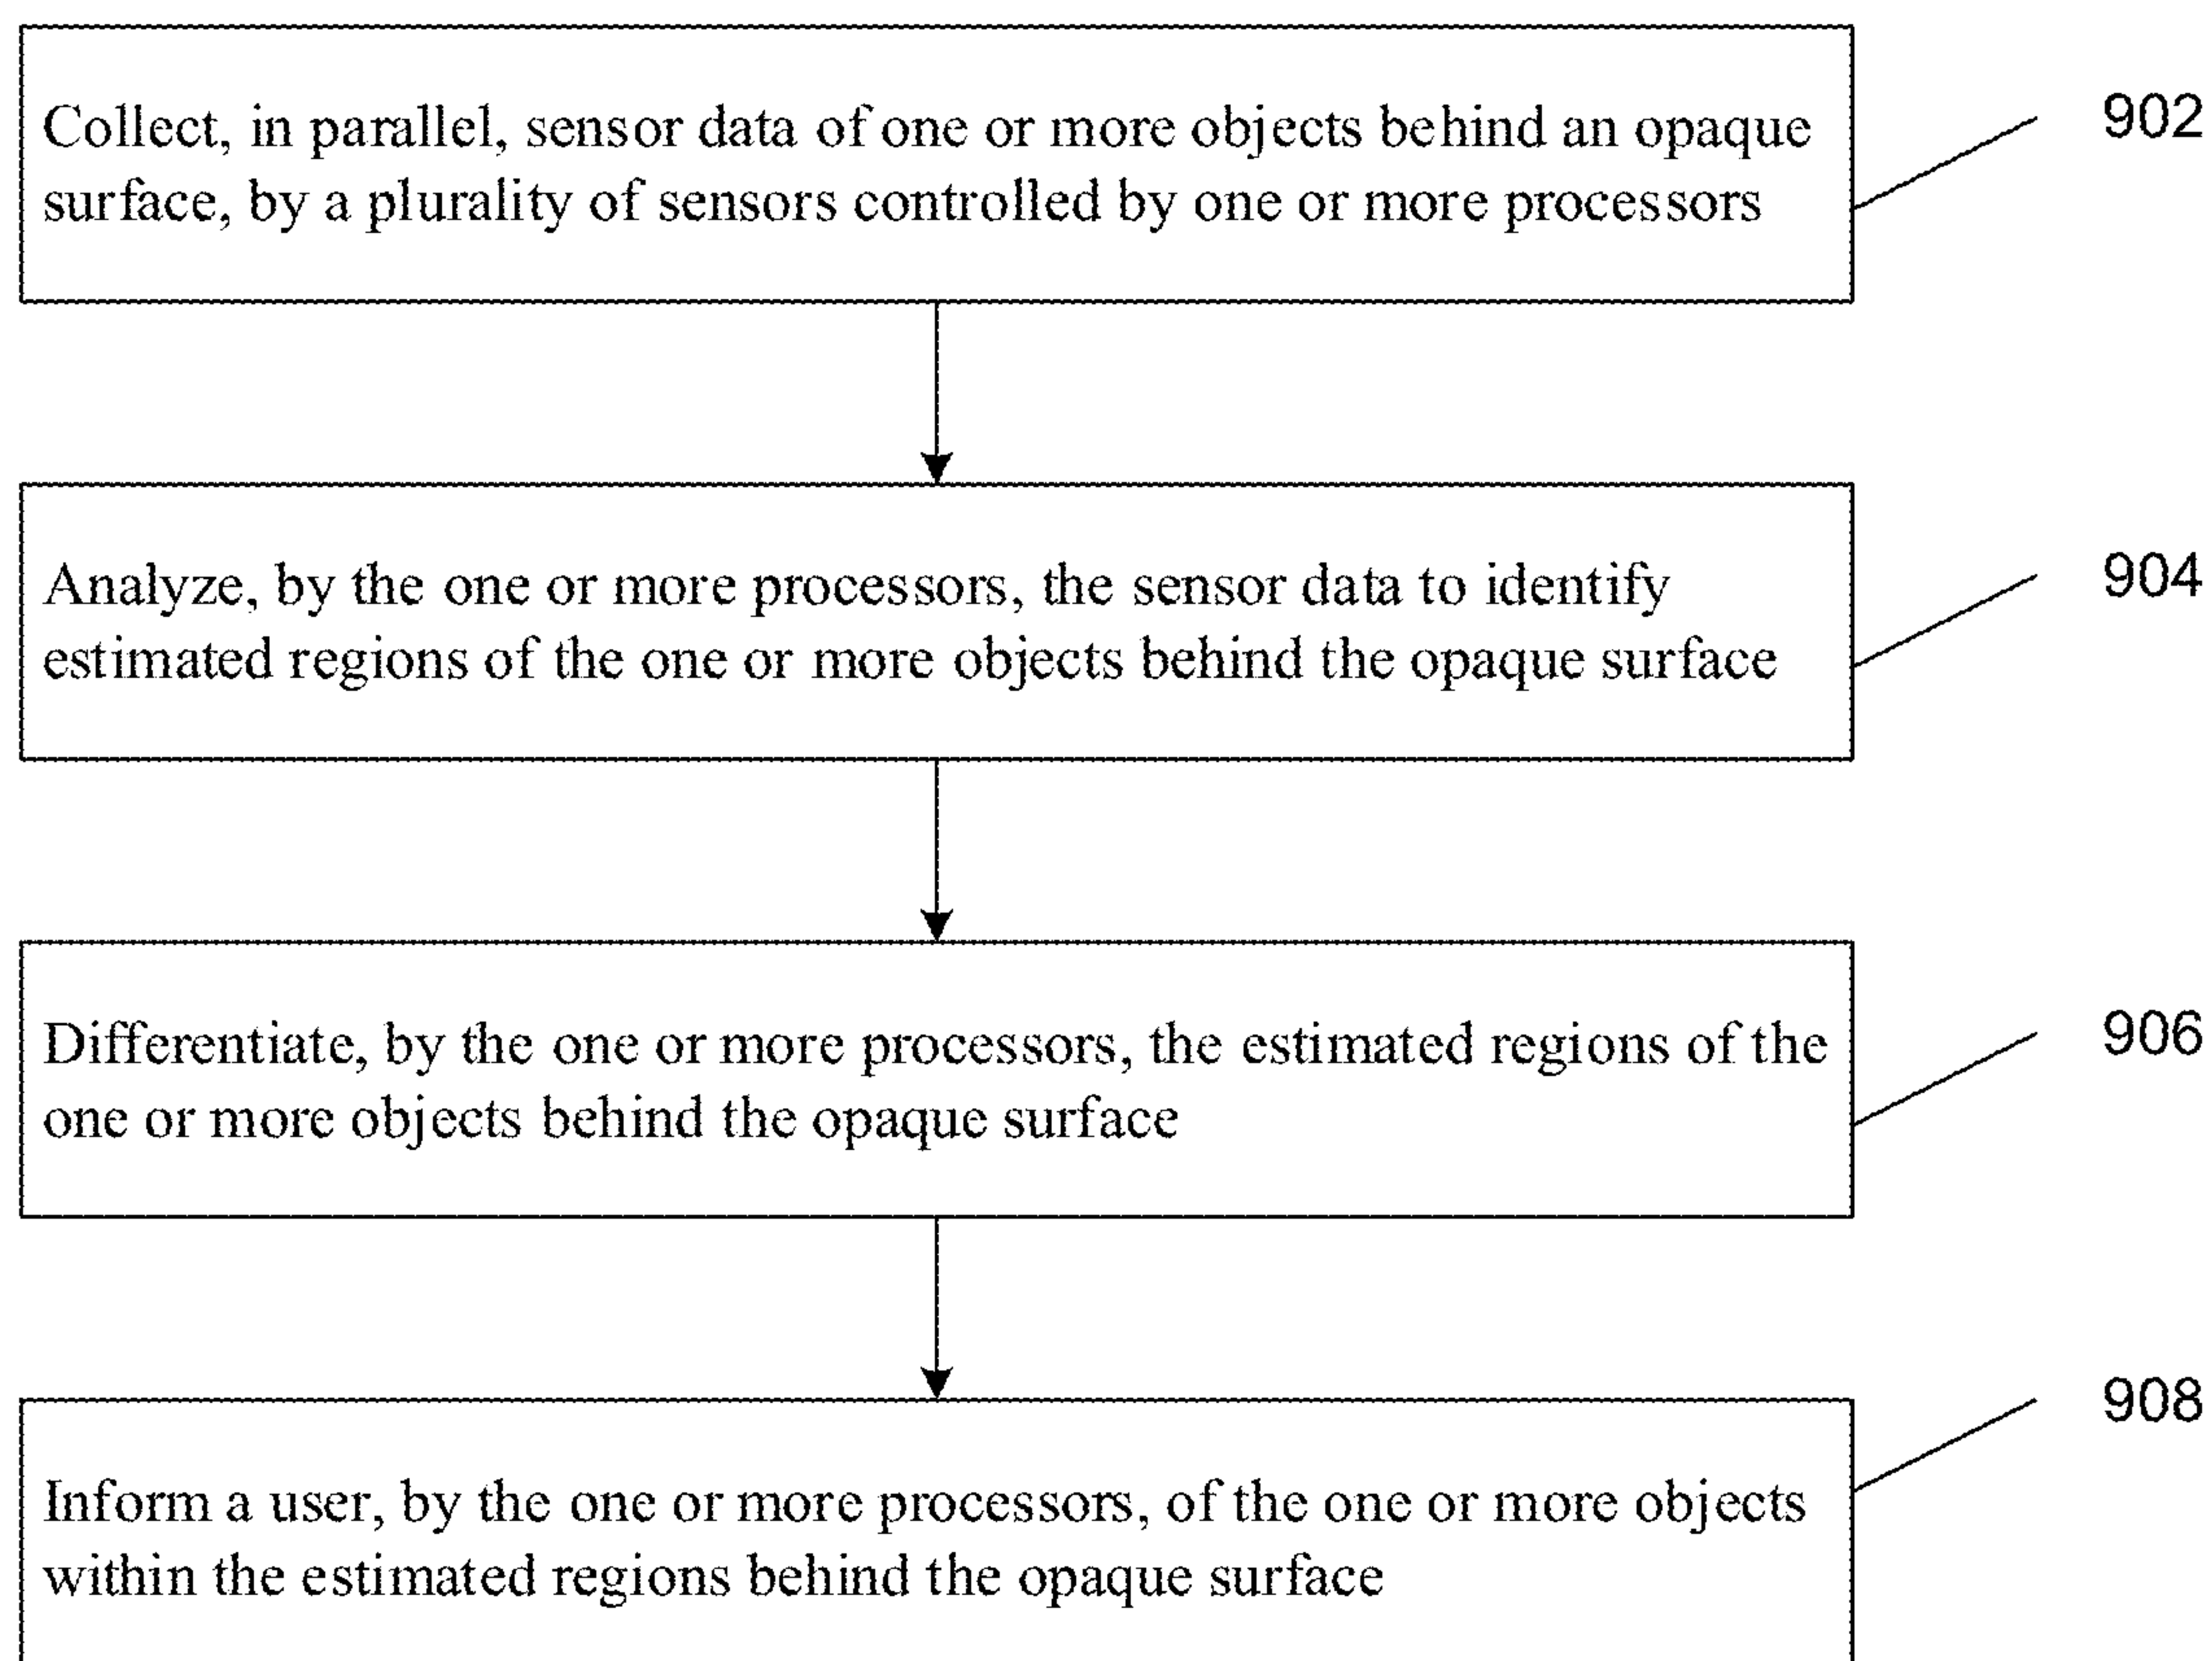 Collect, in parallel, sensor data of one or more objects behind an opaque
surface, by a plurality of sensors controlled by one or more processors
902
Analyze, by the one or more processors, the sensor data to identify
estimated regions of the one or more objects behind the opaque surface
904
Differentiate, by the one or more processors, the estimated regions of the
one or more objects behind the opaque surface
906
Inform a user, by the one or more processors, of the one or more objects
within the estimated regions behind the opaque surface
908